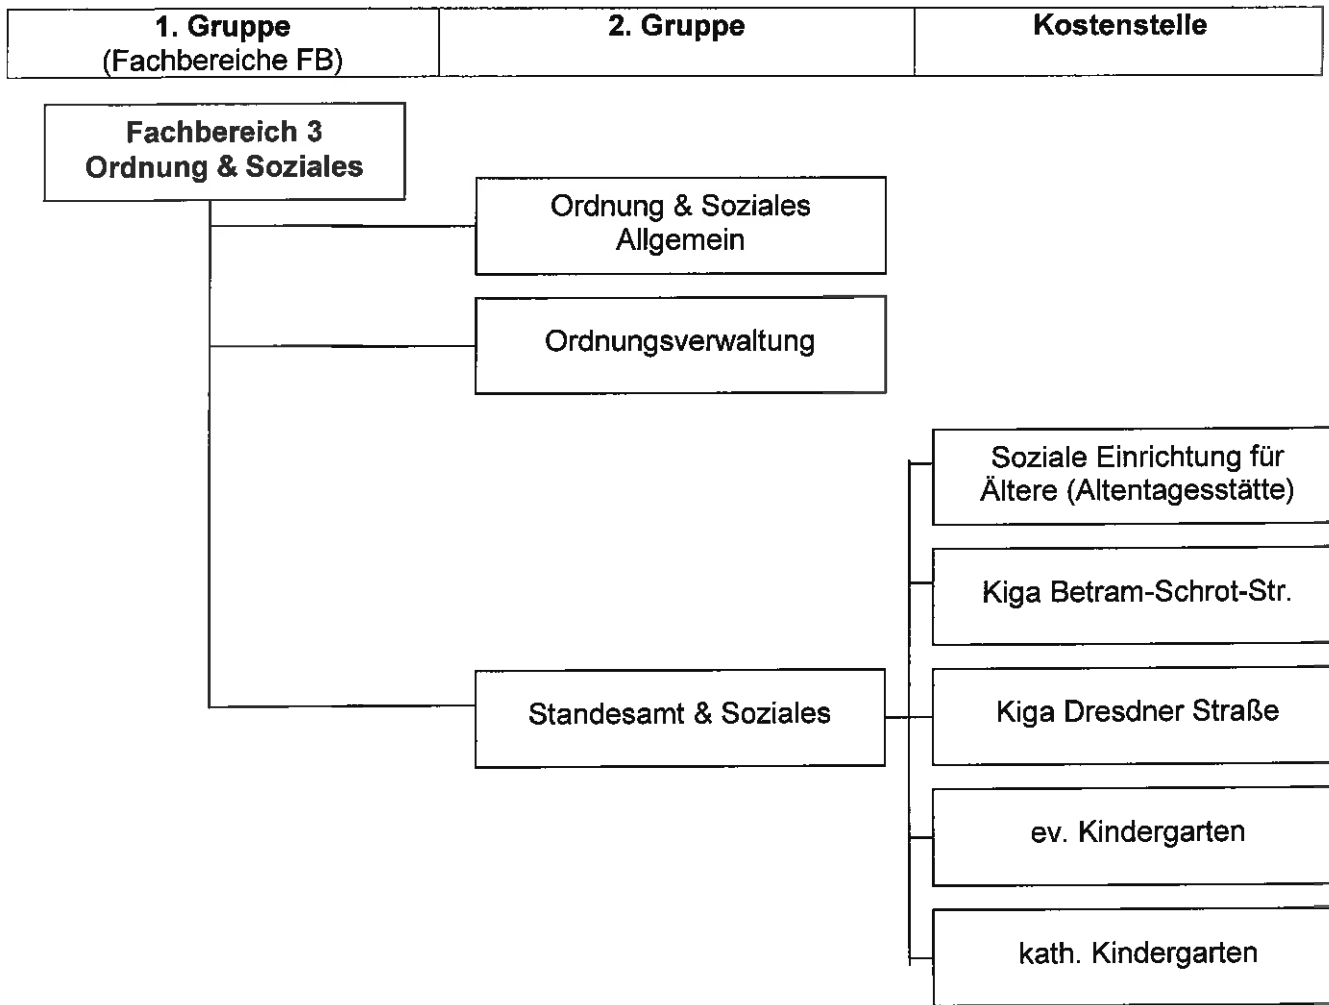 1. Gruppe
(Fachbereiche FB)
2. Gruppe
Kostenstelle
Fachbereich 3
Ordnung & Soziales
Ordnung & Soziales
Allgemein
Ordnungsverwaltung
Soziale Einrichtung für
Ältere (Altentagesstätte)
Kiga Betram-Schrot-Str.
Standesamt & Soziales
Kiga Dresdner Straße
ev. Kindergarten
kath. Kindergarten